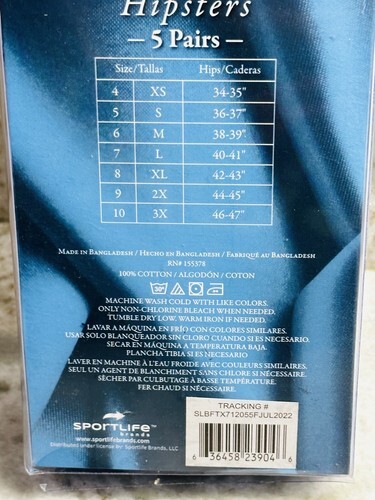 Hipsters
— 5 Pairs —
Size/Tallas Hips/Caderas
4 XS 34-35"
5 S 36-37"
6 M 38-39"
7 L 40-41"
8 XL 42-43"
9 2X 44-45"
10 3X 46-47"
Made in Bangladesh / Hecho en Bangladesh / Fabriqué au Bangladesh
RN# 155378
100% COTTON / ALGODÓN / COTON
MACHINE WASH COLD WITH LIKE COLORS.
ONLY NON-CHLORINE BLEACH WHEN NEEDED.
TUMBLE DRY LOW. WARM IRON IF NEEDED.
LAVAR A MÁQUINA EN FRÍO CON COLORES SIMILARES.
USAR SOLO BLANQUEADOR SIN CLORO CUANDO SI ES NECESARIO.
SECAR EN MÁQUINA A TEMPERATURA BAJA.
PLANCHA TIBIA SI ES NECESARIO
LAVER EN MACHINE À L'EAU FROIDE AVEC COULEURS SIMILAIRES.
SEUL UN AGENT DE BLANCHIMENT SANS CHLORE SI NÉCESSAIRE.
SÈCHER PAR CULBUTAGE À BASSE TEMPÉRATURE.
FER CHAUD SI NÉCESSAIRE.
SPORTLIFE
brands
www.sportlifebrands.com
Distributed under license by: Sportlife Brands, LLC
TRACKING #
SLBFTX712055FJUL2022
6 36458 23904 6